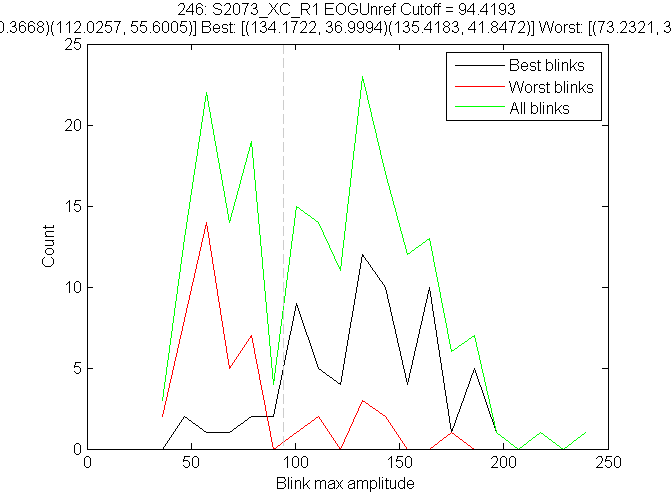 246: S2073_XC_R1 EOGUnref Cutoff = 94.4193
0.3668)(112.0257, 55.6005)] Best: [(134.1722, 36.9994)(135.4183, 41.8472)] Worst: [(73.2321, 3
25
20
15
10
5
0
Count
Best blinks
Worst blinks
All blinks
0 50 100 150 200 250
Blink max amplitude